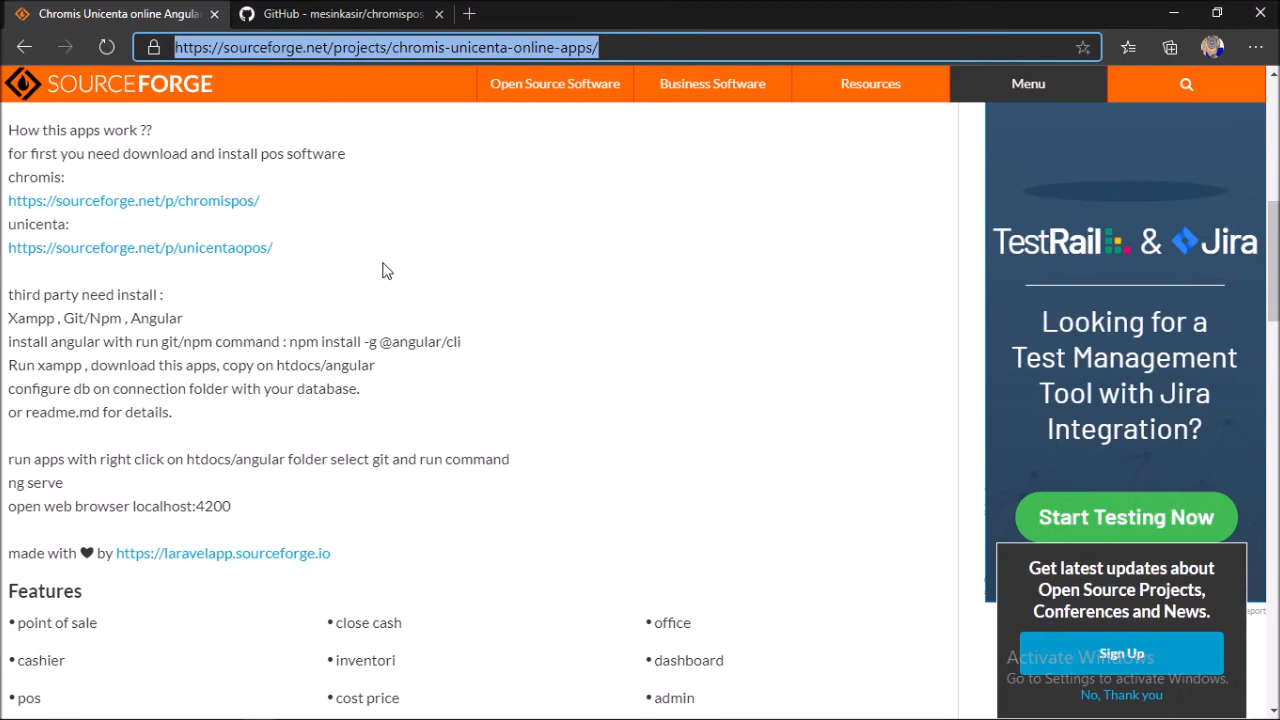 Chromis Unicenta online Angular
GitHub - mesinkasir/chromispos
https://sourceforge.net/projects/chromis-unicenta-online-apps/
SOURCEFORGE
Open Source Software
Business Software
Resources
Menu
How this apps work ??
for first you need download and install pos software
chromis:
https://sourceforge.net/p/chromispos/
unicenta:
https://sourceforge.net/p/unicentaopos/
third party need install :
Xampp , Git/Npm , Angular
install angular with run git/npm command : npm install -g @angular/cli
Run xampp , download this apps, copy on htdocs/angular
configure db on connection folder with your database.
or readme.md for details.
run apps with right click on htdocs/angular folder select git and run command
ng serve
open web browser localhost:4200
made with ❤ by https://laravelapp.sourceforge.io
Features
• point of sale
• close cash
• office
• cashier
• inventori
• dashboard
• pos
• cost price
• admin
TestRail & Jira
Looking for a
Test Management
Tool with Jira
Integration?
Start Testing Now
Get latest updates about
Open Source Projects,
Conferences and News.
Sign Up
No, Thank you
Activate Windows
Go to Settings to activate Windows.